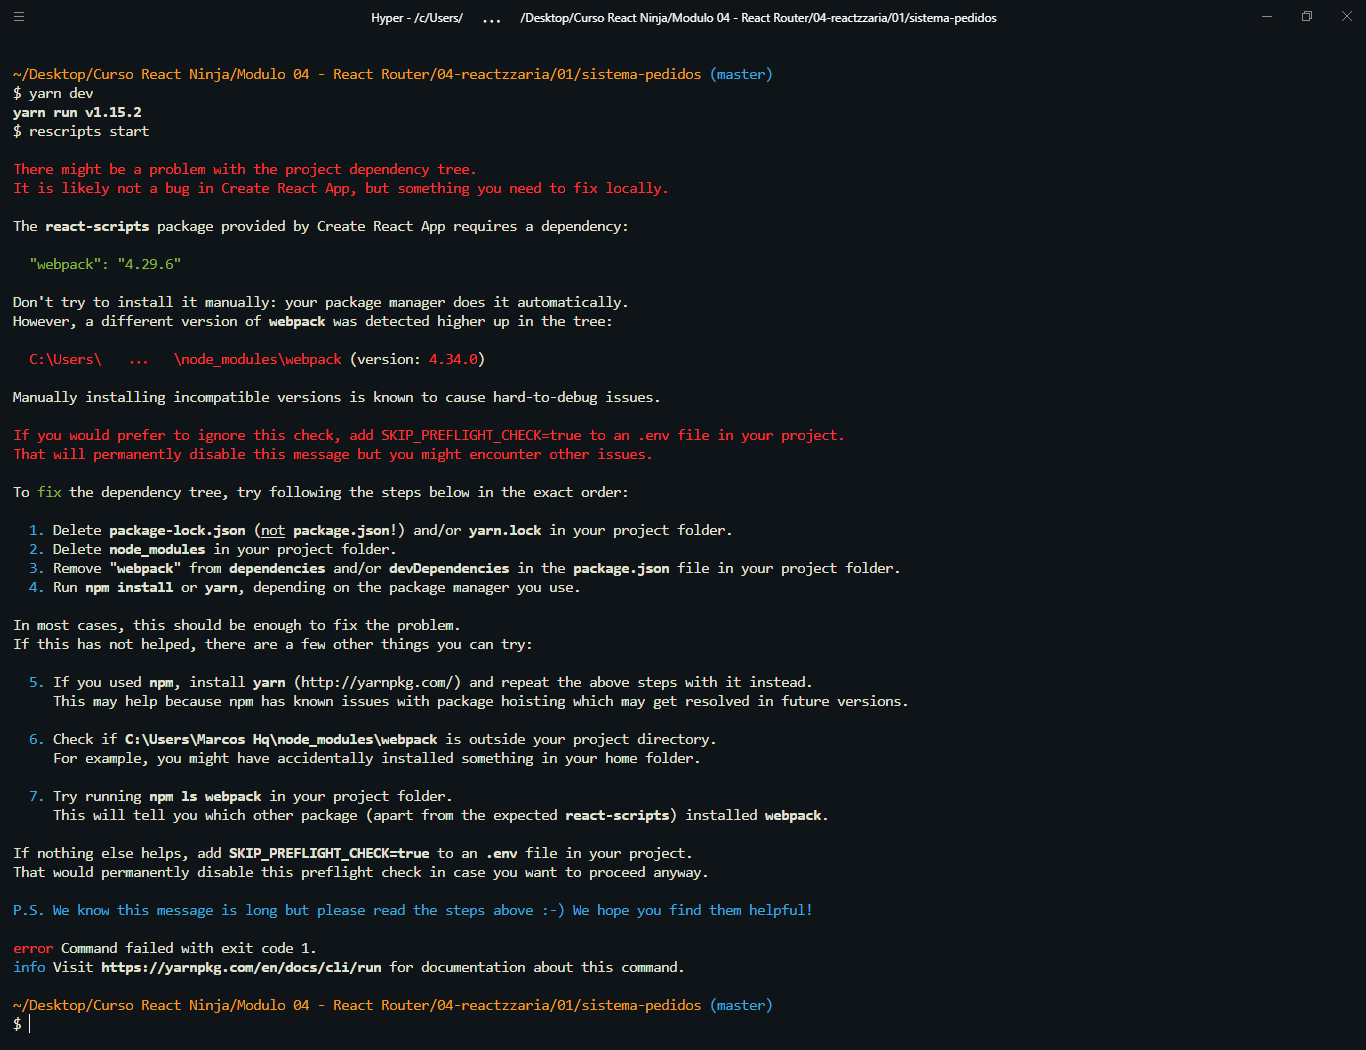 Hyper - /c/Users/ ... /Desktop/Curso React Ninja/Modulo 04 - React Router/04-reactzzaria/01/sistema-pedidos
~/Desktop/Curso React Ninja/Modulo 04 - React Router/04-reactzzaria/01/sistema-pedidos (master)
$ yarn dev
yarn run v1.15.2
$ rescripts start
There might be a problem with the project dependency tree.
It is likely not a bug in Create React App, but something you need to fix locally.
The react-scripts package provided by Create React App requires a dependency:
"webpack": "4.29.6"
Don't try to install it manually: your package manager does it automatically.
However, a different version of webpack was detected higher up in the tree:
C:\Users\ ... \node_modules\webpack (version: 4.34.0)
Manually installing incompatible versions is known to cause hard-to-debug issues.
If you would prefer to ignore this check, add SKIP_PREFLIGHT_CHECK=true to an .env file in your project.
That will permanently disable this message but you might encounter other issues.
To fix the dependency tree, try following the steps below in the exact order:
1. Delete package-lock.json (not package.json!) and/or yarn.lock in your project folder.
2. Delete node_modules in your project folder.
3. Remove "webpack" from dependencies and/or devDependencies in the package.json file in your project folder.
4. Run npm install or yarn, depending on the package manager you use.
In most cases, this should be enough to fix the problem.
If this has not helped, there are a few other things you can try:
5. If you used npm, install yarn (http://yarnpkg.com/) and repeat the above steps with it instead.
This may help because npm has known issues with package hoisting which may get resolved in future versions.
6. Check if C:\Users\Marcos Hq\node_modules\webpack is outside your project directory.
For example, you might have accidentally installed something in your home folder.
7. Try running npm ls webpack in your project folder.
This will tell you which other package (apart from the expected react-scripts) installed webpack.
If nothing else helps, add SKIP_PREFLIGHT_CHECK=true to an .env file in your project.
That would permanently disable this preflight check in case you want to proceed anyway.
P.S. We know this message is long but please read the steps above :-) We hope you find them helpful!
error Command failed with exit code 1.
info Visit https://yarnpkg.com/en/docs/cli/run for documentation about this command.
~/Desktop/Curso React Ninja/Modulo 04 - React Router/04-reactzzaria/01/sistema-pedidos (master)
$